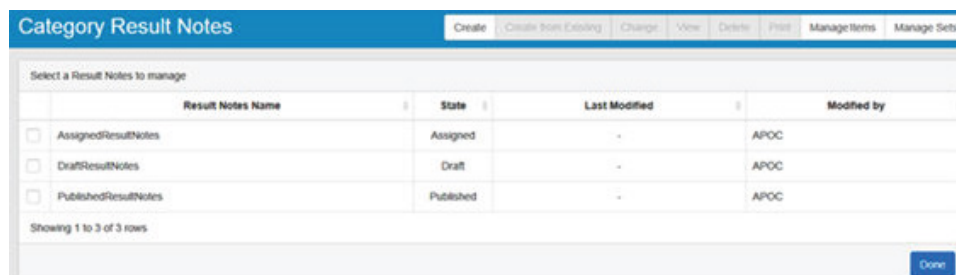 Category Result Notes Create Create from Existing Change View Delete Print Manage Items Manage Sets
Select a Result Notes to manage
Result Notes Name State Last Modified Modified by
AssignedResultNotes Assigned - APOC
DraftResultNotes Draft - APOC
PublishedResultNotes Published - APOC
Showing 1 to 3 of 3 rows
Done